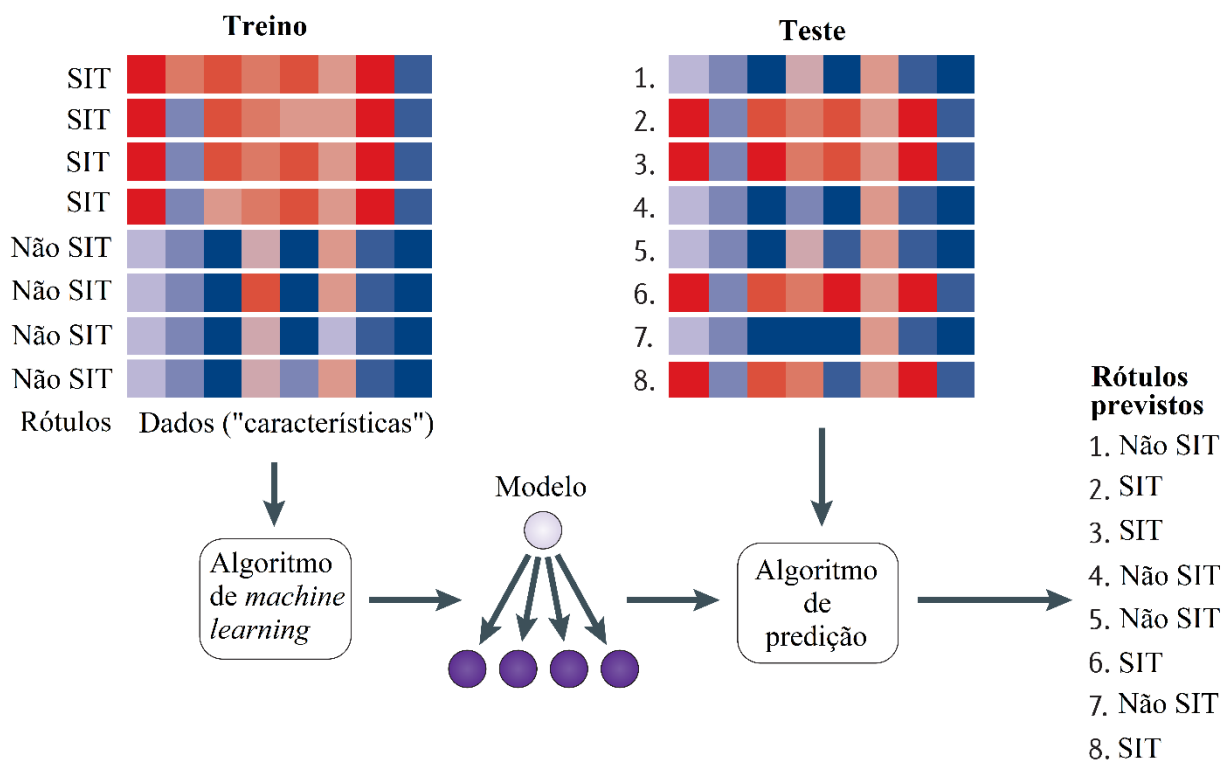 Treino
SIT
SIT
SIT
SIT
Não SIT
Não SIT
Não SIT
Não SIT
Rótulos
Dados ("características")
Teste
1.
2.
3.
4.
5.
6.
7.
8.
Algoritmo
de machine
learning
Modelo
Algoritmo
de
predição
Rótulos
previstos
1. Não SIT
2. SIT
3. SIT
4. Não SIT
5. Não SIT
6. SIT
7. Não SIT
8. SIT